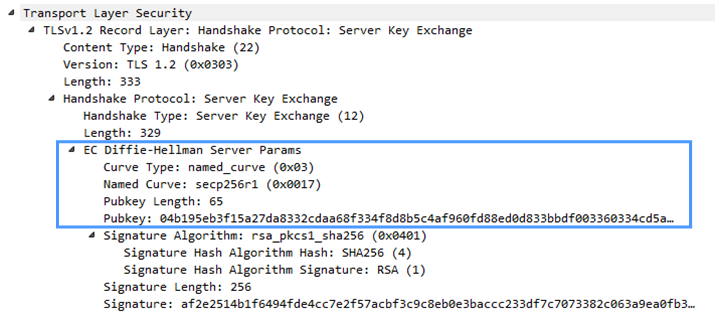 Transport Layer Security
TLSv1.2 Record Layer: Handshake Protocol: Server Key Exchange
Content Type: Handshake (22)
Version: TLS 1.2 (0x0303)
Length: 333
Handshake Protocol: Server Key Exchange
Handshake Type: Server Key Exchange (12)
Length: 329
EC Diffie-Hellman Server Params
Curve Type: named_curve (0x03)
Named Curve: secp256r1 (0x0017)
Pubkey Length: 65
Pubkey: 04b195eb3f15a27da8332cdaa68f334f8d8b5c4af960fd88ed0d833bbdf003360334cd5a…
Signature Algorithm: rsa_pkcs1_sha256 (0x0401)
Signature Hash Algorithm Hash: SHA256 (4)
Signature Hash Algorithm Signature: RSA (1)
Signature Length: 256
Signature: af2e2514b1f6494fde4cc7e2f57acbf3c9c8eb0e3baccc233df7c7073382c063a9ea0fb3…